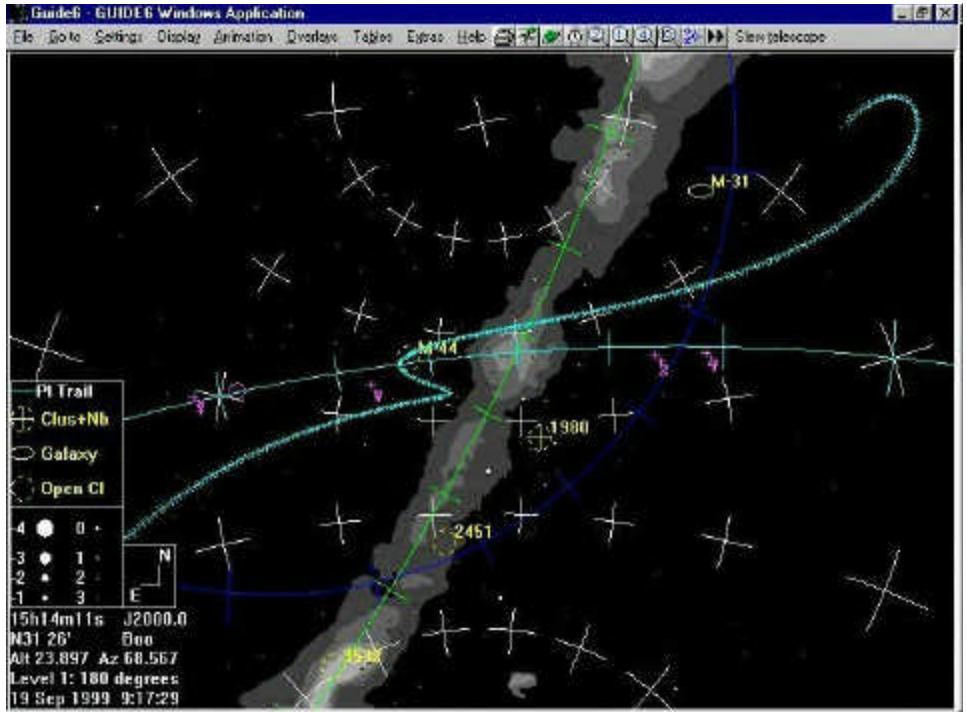 Guide6 - GUIDE6 Windows Application
File Go to Settings Display Animation Overlays Tables Extras Help Slew telescope
M-31
M-44
1980
2451
Pl Trail
Clus+Nb
Galaxy
Open Cl
-4 0
-3 1
-2 2
-1 3
N
E
15h14m11s J2000.0
N31 26' Boo
Alt 23.897 Az 68.567
Level 1: 180 degrees
19 Sep 1999 9:17:29